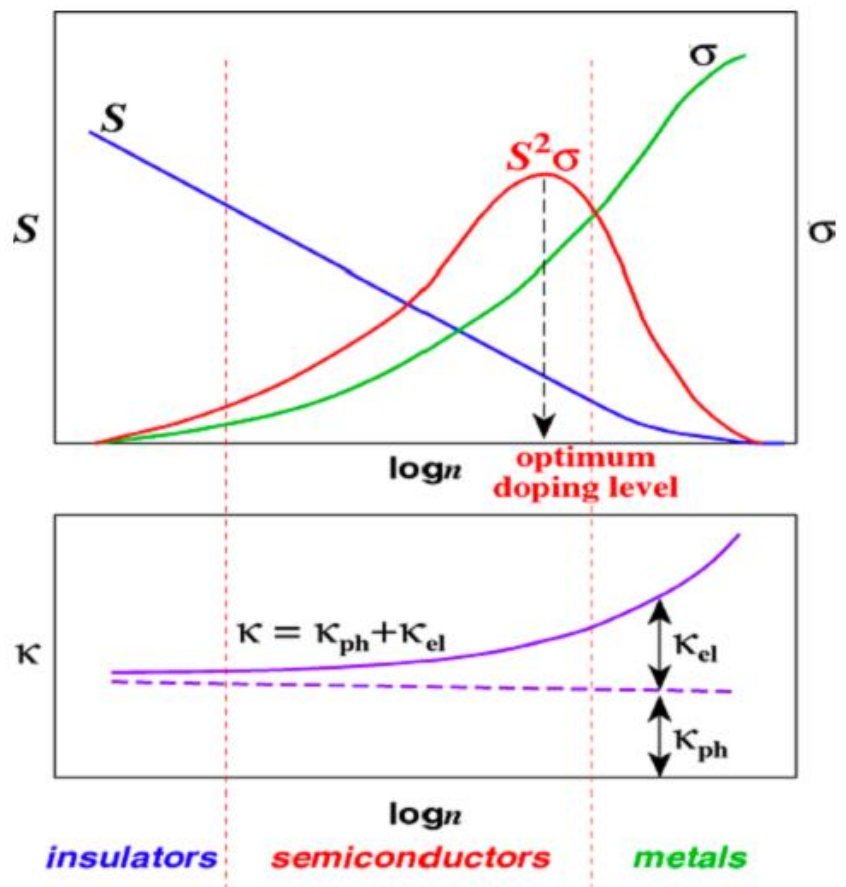 σ
S
S²σ
S
σ
logn
optimum
doping level
κ = κph+κel
κ
κel
κph
logn
insulators
semiconductors
metals